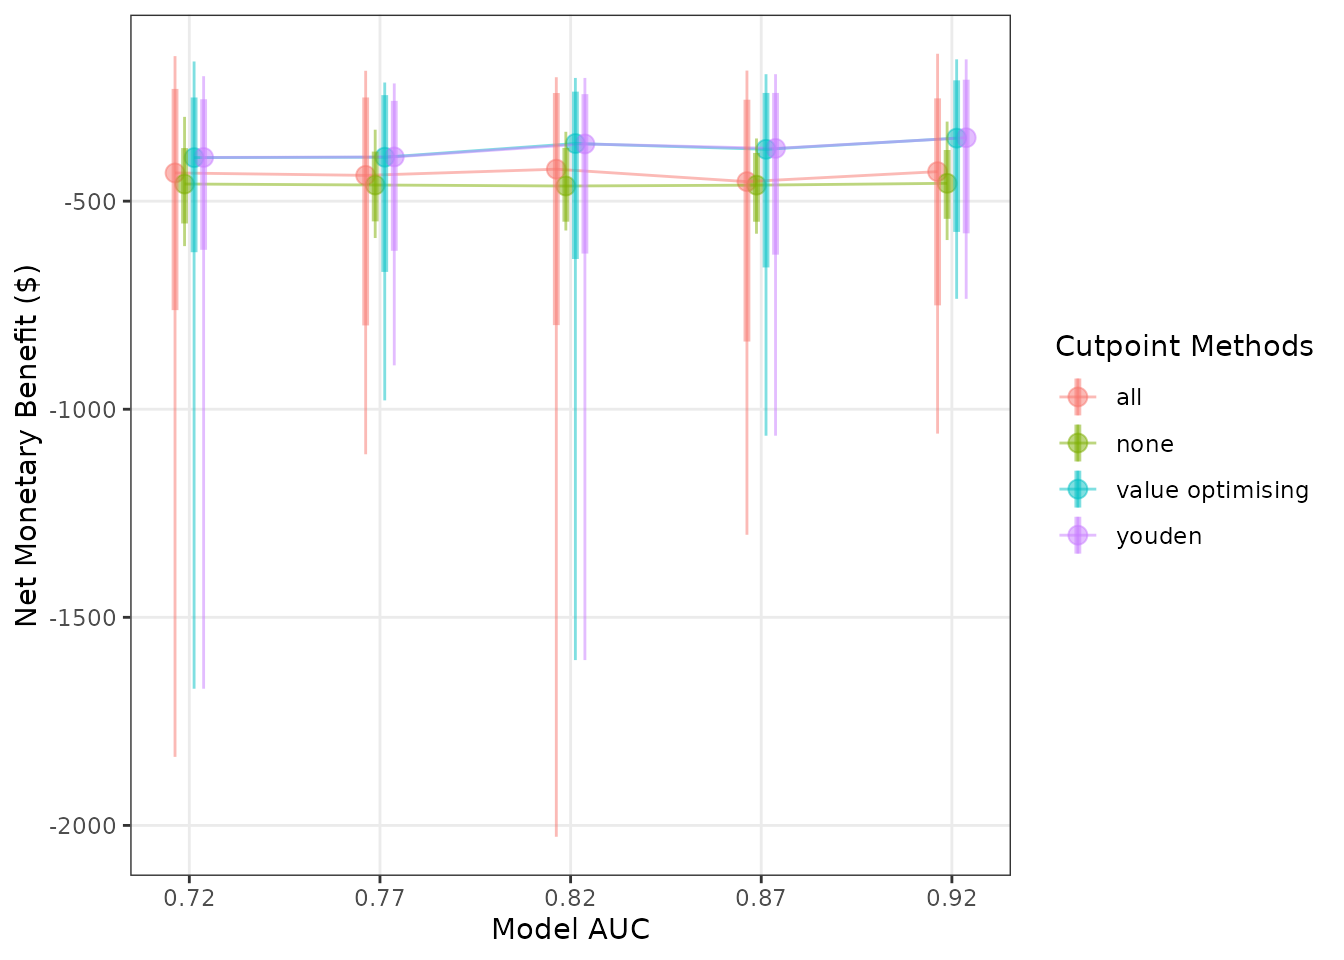 Net Monetary Benefit ($)
-500
-1000
-1500
-2000
0.72 0.77 0.82 0.87 0.92
Model AUC
Cutpoint Methods
all
none
value optimising
youden